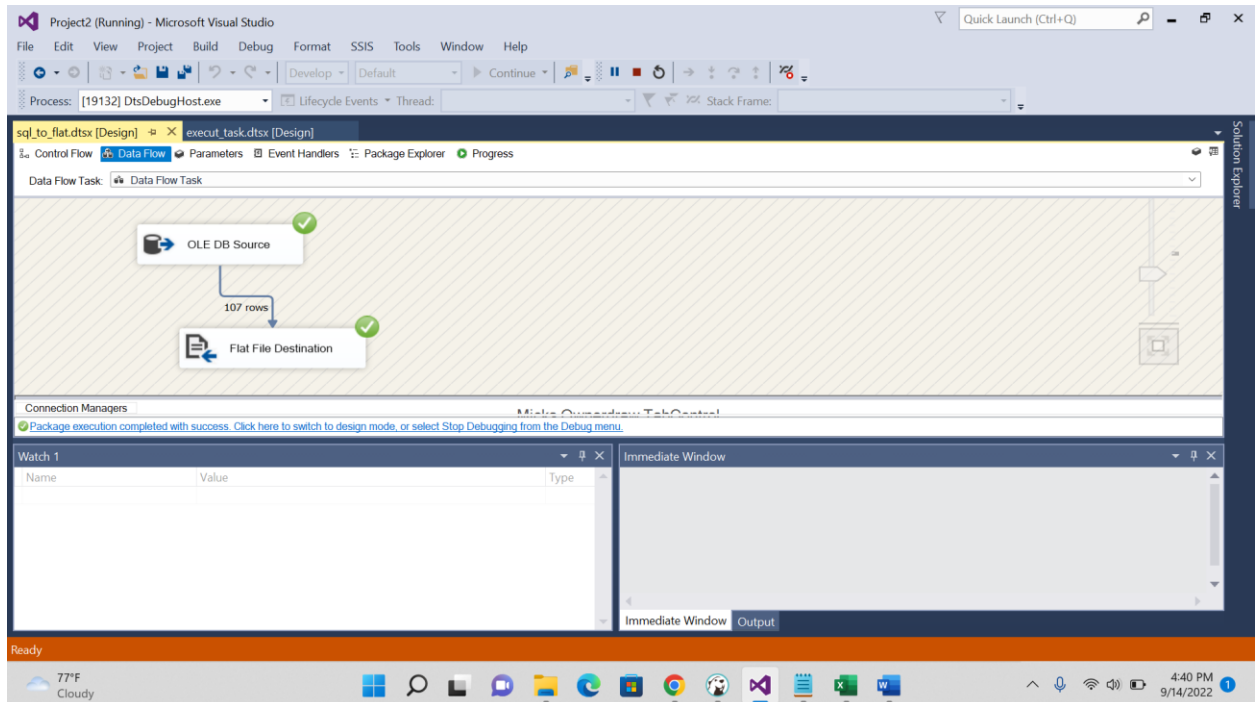 Project2 (Running) - Microsoft Visual Studio
Quick Launch (Ctrl+Q)
File Edit View Project Build Debug Format SSIS Tools Window Help
Develop Default Continue
Process: [19132] DtsDebugHost.exe Lifecycle Events Thread: Stack Frame:
sql_to_flat.dtsx [Design] execut_task.dtsx [Design]
Control Flow Data Flow Parameters Event Handlers Package Explorer Progress
Data Flow Task: Data Flow Task
Solution Explorer
OLE DB Source
107 rows
Flat File Destination
Connection Managers
Micks Ownerdraw TabControl
Package execution completed with success. Click here to switch to design mode, or select Stop Debugging from the Debug menu.
Watch 1
Name Value Type
Immediate Window
Immediate Window Output
Ready
77°F
Cloudy
4:40 PM
9/14/2022
1